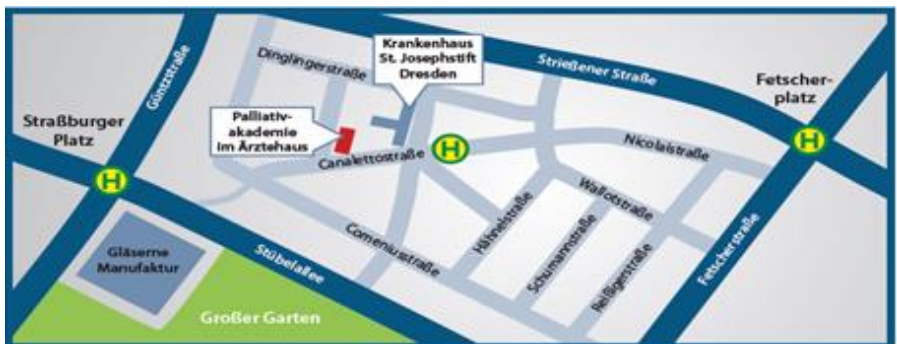 Krankenhaus
St. Josephstift
Dresden
Dinglingerstraße
Strießener Straße
Güntzstraße
Fetscher-
platz
Straßburger
Platz
Palliativ-
akademie
im Ärztehaus
H
Nicolaistraße
Canalettostraße
H
H
Wallotstraße
Hähnelstraße
Schumannstraße
Reißigerstraße
Fetscherstraße
Comeniusstraße
Stübelallee
Gläserne
Manufaktur
Großer Garten